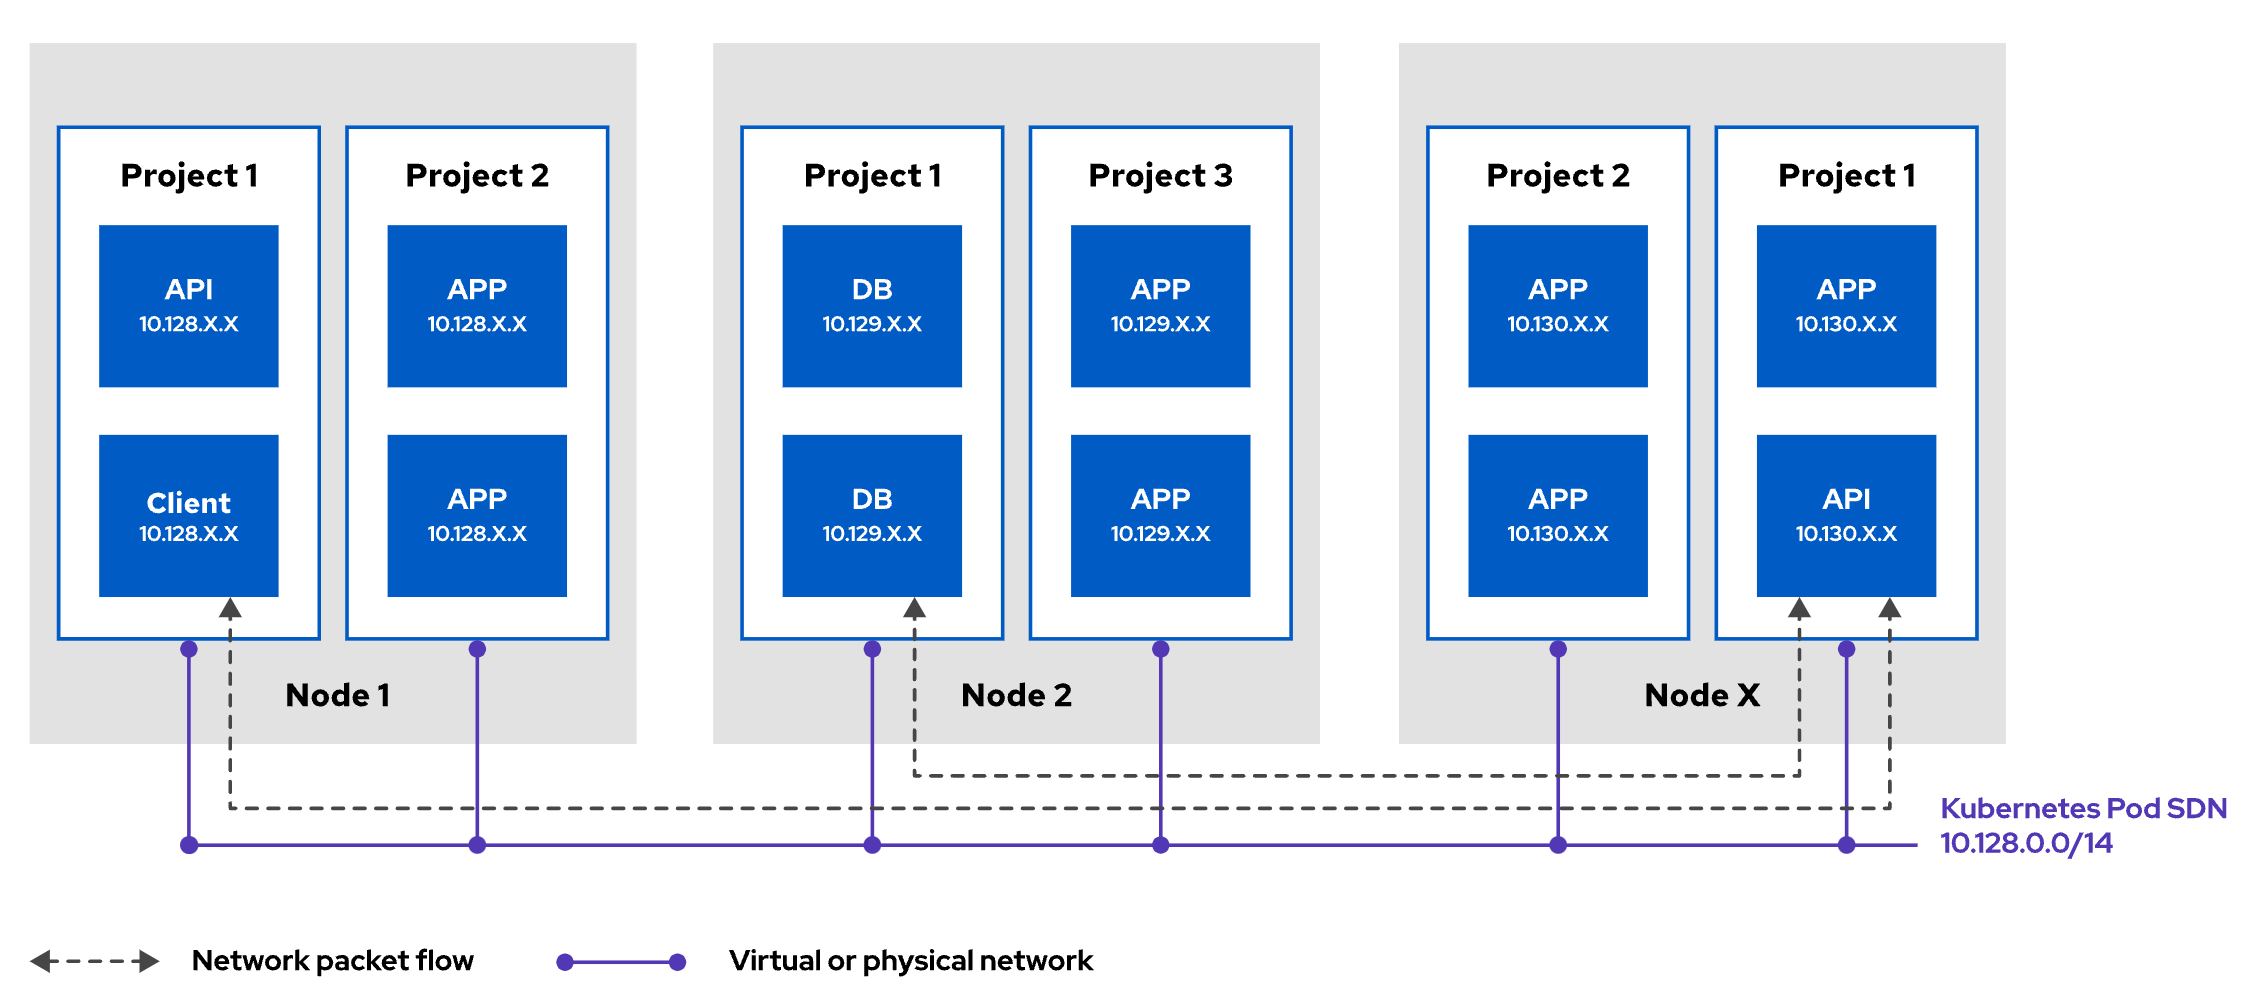 Project 1
API
10.128.X.X
Client
10.128.X.X
Project 2
APP
10.128.X.X
APP
10.128.X.X
Node 1
Project 1
DB
10.129.X.X
DB
10.129.X.X
Project 3
APP
10.129.X.X
APP
10.129.X.X
Node 2
Project 2
APP
10.130.X.X
APP
10.130.X.X
Project 1
APP
10.130.X.X
API
10.130.X.X
Node X
Kubernetes Pod SDN
10.128.0.0/14
Network packet flow
Virtual or physical network